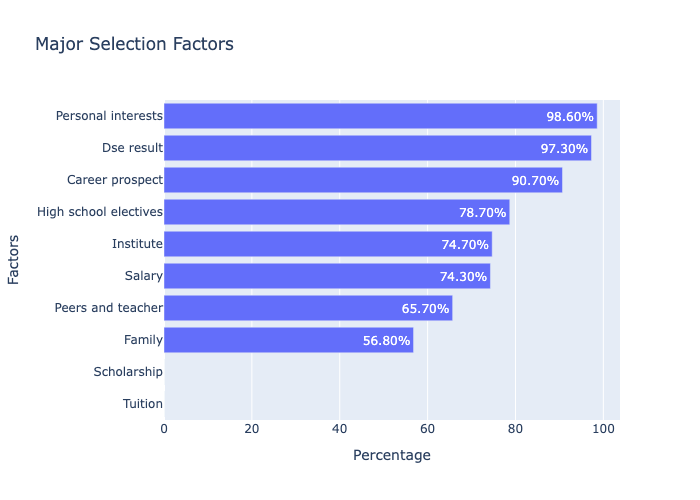 Major Selection Factors
Personal interests 98.60%
Dse result 97.30%
Career prospect 90.70%
High school electives 78.70%
Institute 74.70%
Salary 74.30%
Peers and teacher 65.70%
Family 56.80%
Scholarship
Tuition
0 20 40 60 80 100
Percentage
Factors